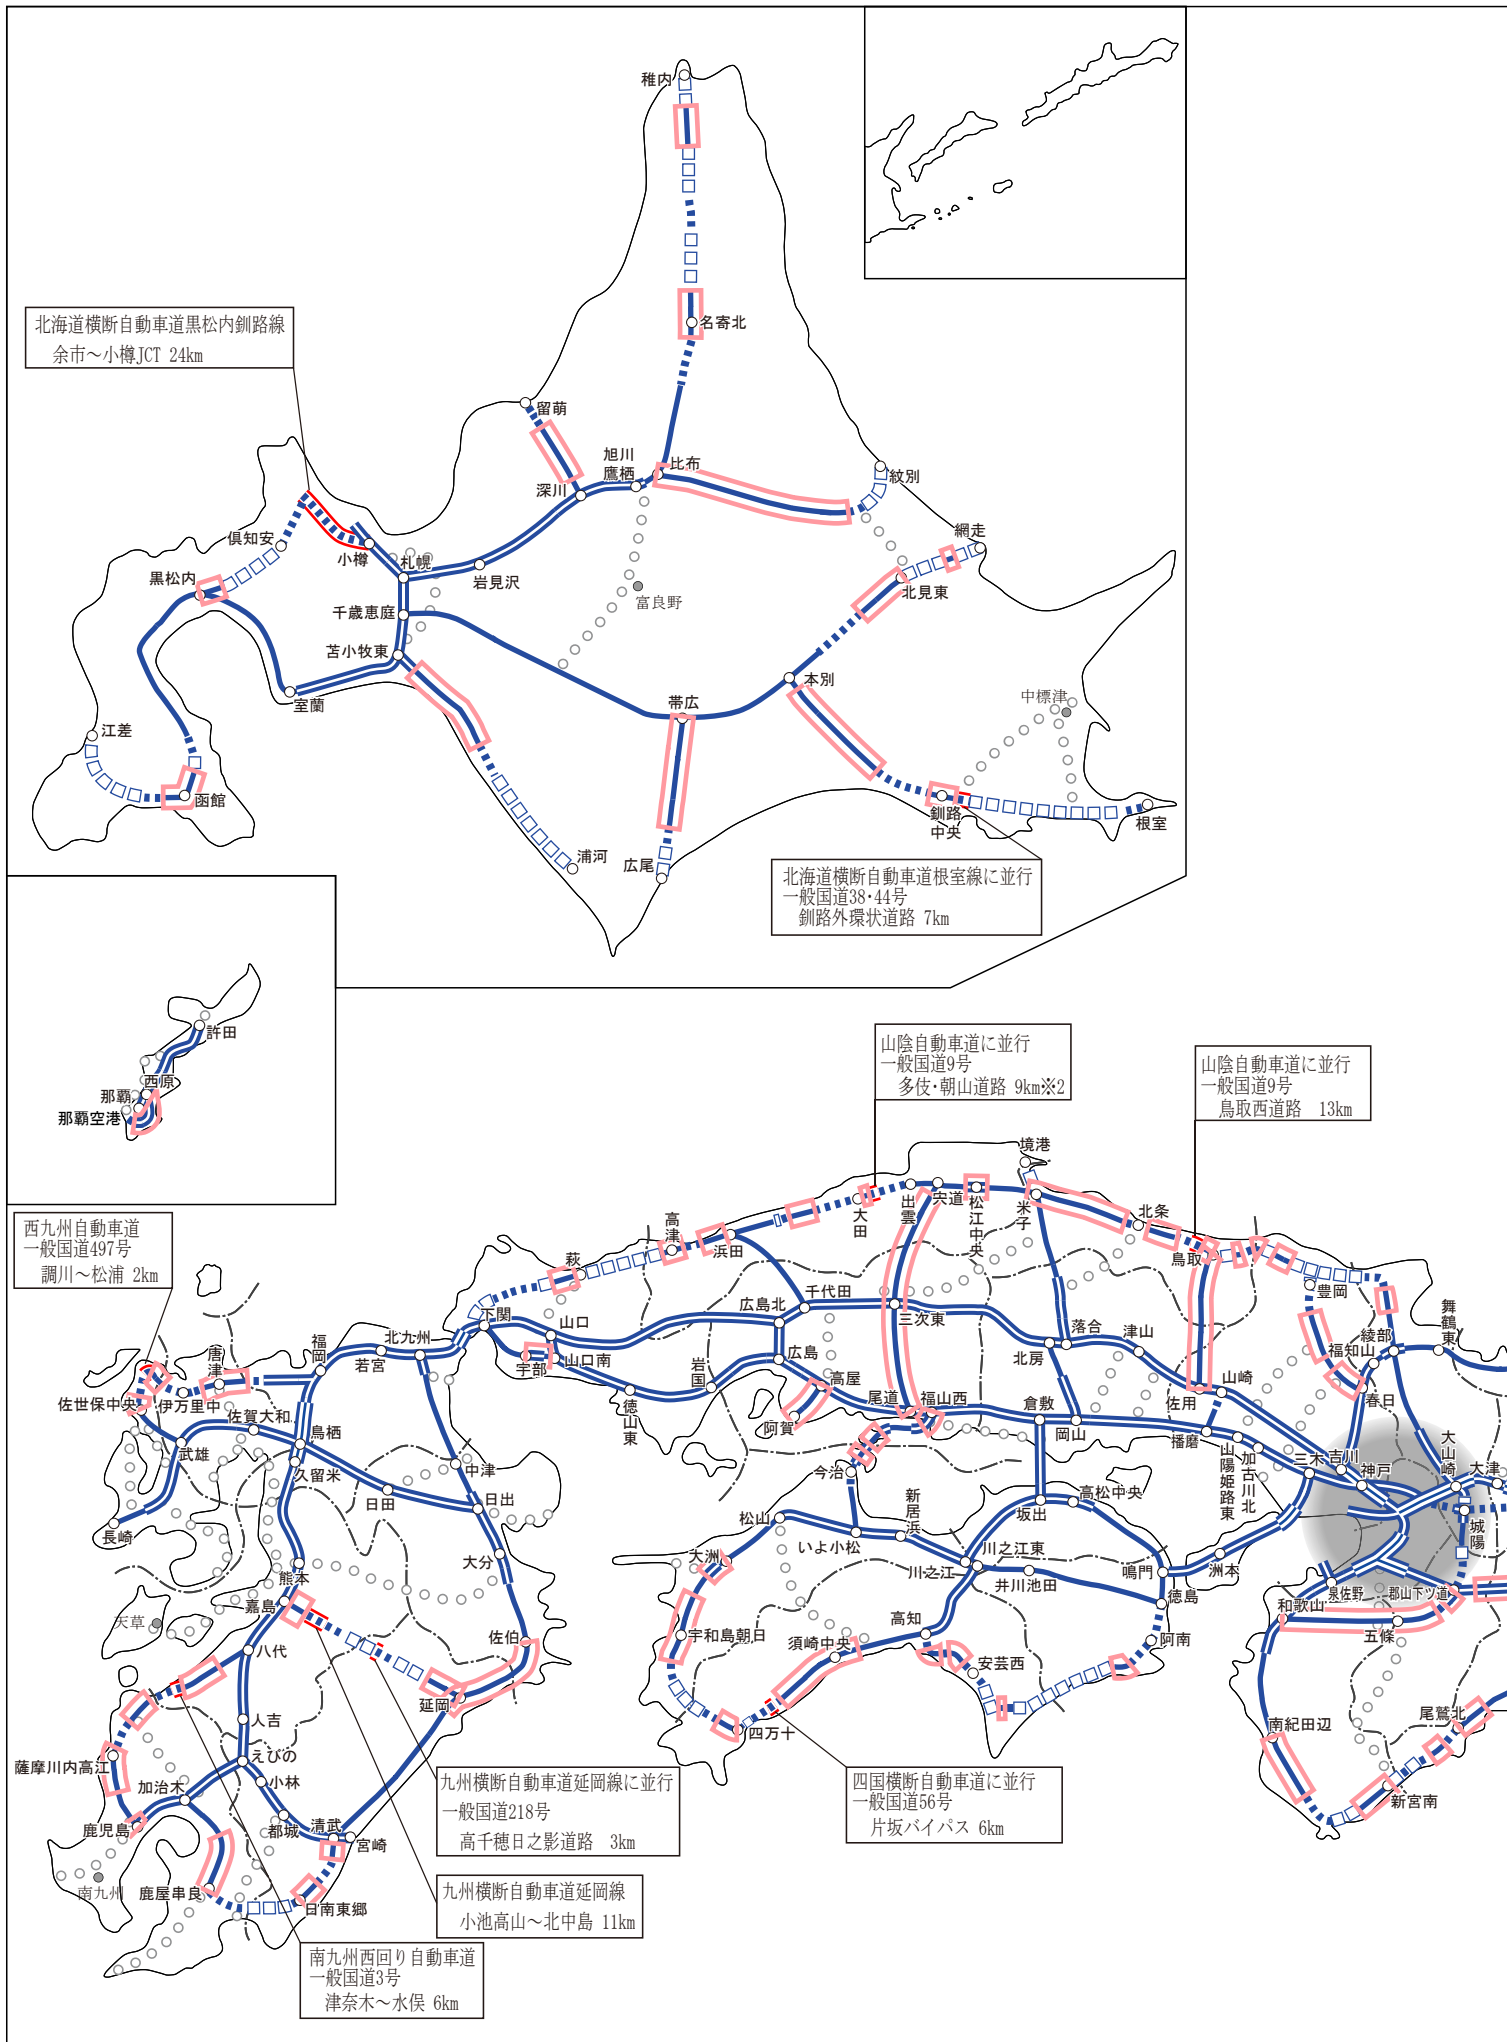 稚内
名寄北
北海道横断自動車道黒松内釧路線
余市～小樽JCT 24km
留萌
旭川
鷹栖
比布
紋別
深川
網走
倶知安
小樽
札幌
岩見沢
北見東
黒松内
千歳恵庭
富良野
苫小牧東
本別
中標津
室蘭
帯広
江差
函館
釧路
中央
根室
浦河
広尾
北海道横断自動車道根室線に並行
一般国道38・44号
釧路外環状道路 7km
許田
西原
那覇
那覇空港
山陰自動車道に並行
一般国道9号
多伎・朝山道路 9km※2
山陰自動車道に並行
一般国道9号
鳥取西道路 13km
西九州自動車道
一般国道497号
調川～松浦 2km
境港
出雲
宍道
松江中央
米子
北条
大田
高津
浜田
鳥取
萩
豊岡
舞鶴東
綾部
福知山
下関
山口
広島北
千代田
三次東
北房
落合
津山
北九州
福岡
若宮
宇部
山口南
広島
岩国
高屋
尾道
福山西
倉敷
岡山
佐用
山崎
春日
唐津
佐世保中央
伊万里中
徳山東
阿賀
播磨
山陽姫路東
加古川北
三木
吉川
神戸
大山崎
大津
佐賀大和
鳥栖
武雄
久留米
中津
今治
日田
日出
松山
新居浜
坂出
高松中央
城陽
長崎
いよ小松
大洲
川之江
川之江東
井川池田
鳴門
洲本
大分
熊本
徳島
泉佐野
郡山下ツ道
和歌山
嘉島
天草
佐伯
宇和島朝日
高知
須崎中央
阿南
五條
八代
安芸西
延岡
四万十
南紀田辺
尾鷲北
人吉
薩摩川内高江
えびの
加治木
小林
新宮南
九州横断自動車道延岡線に並行
一般国道218号
高千穂日之影道路 3km
四国横断自動車道に並行
一般国道56号
片坂バイパス 6km
鹿児島
都城
清武
宮崎
南九州
鹿屋串良
日南東郷
九州横断自動車道延岡線
小池高山～北中島 11km
南九州西回り自動車道
一般国道3号
津奈木～水俣 6km